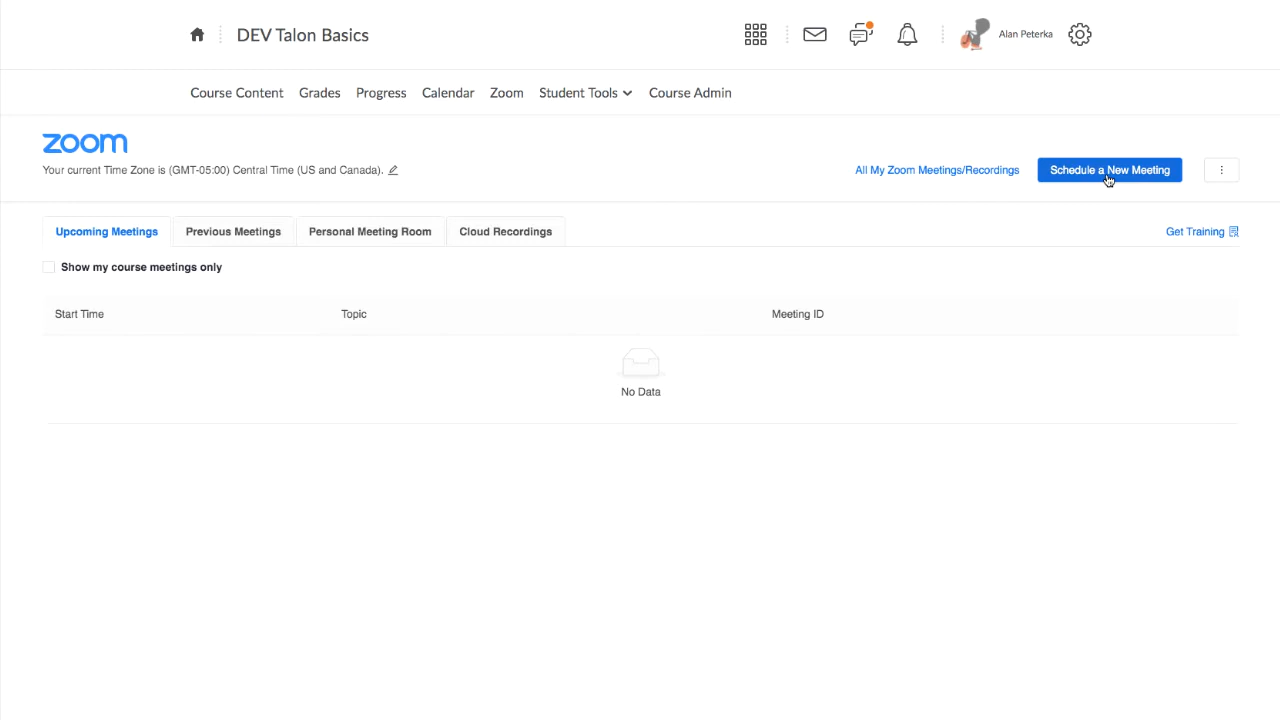 DEV Talon Basics
Alan Peterka
Course Content Grades Progress Calendar Zoom Student Tools Course Admin
zoom
Your current Time Zone is (GMT-05:00) Central Time (US and Canada).
All My Zoom Meetings/Recordings
Schedule a New Meeting
Upcoming Meetings Previous Meetings Personal Meeting Room Cloud Recordings
Get Training
Show my course meetings only
Start Time Topic Meeting ID
No Data